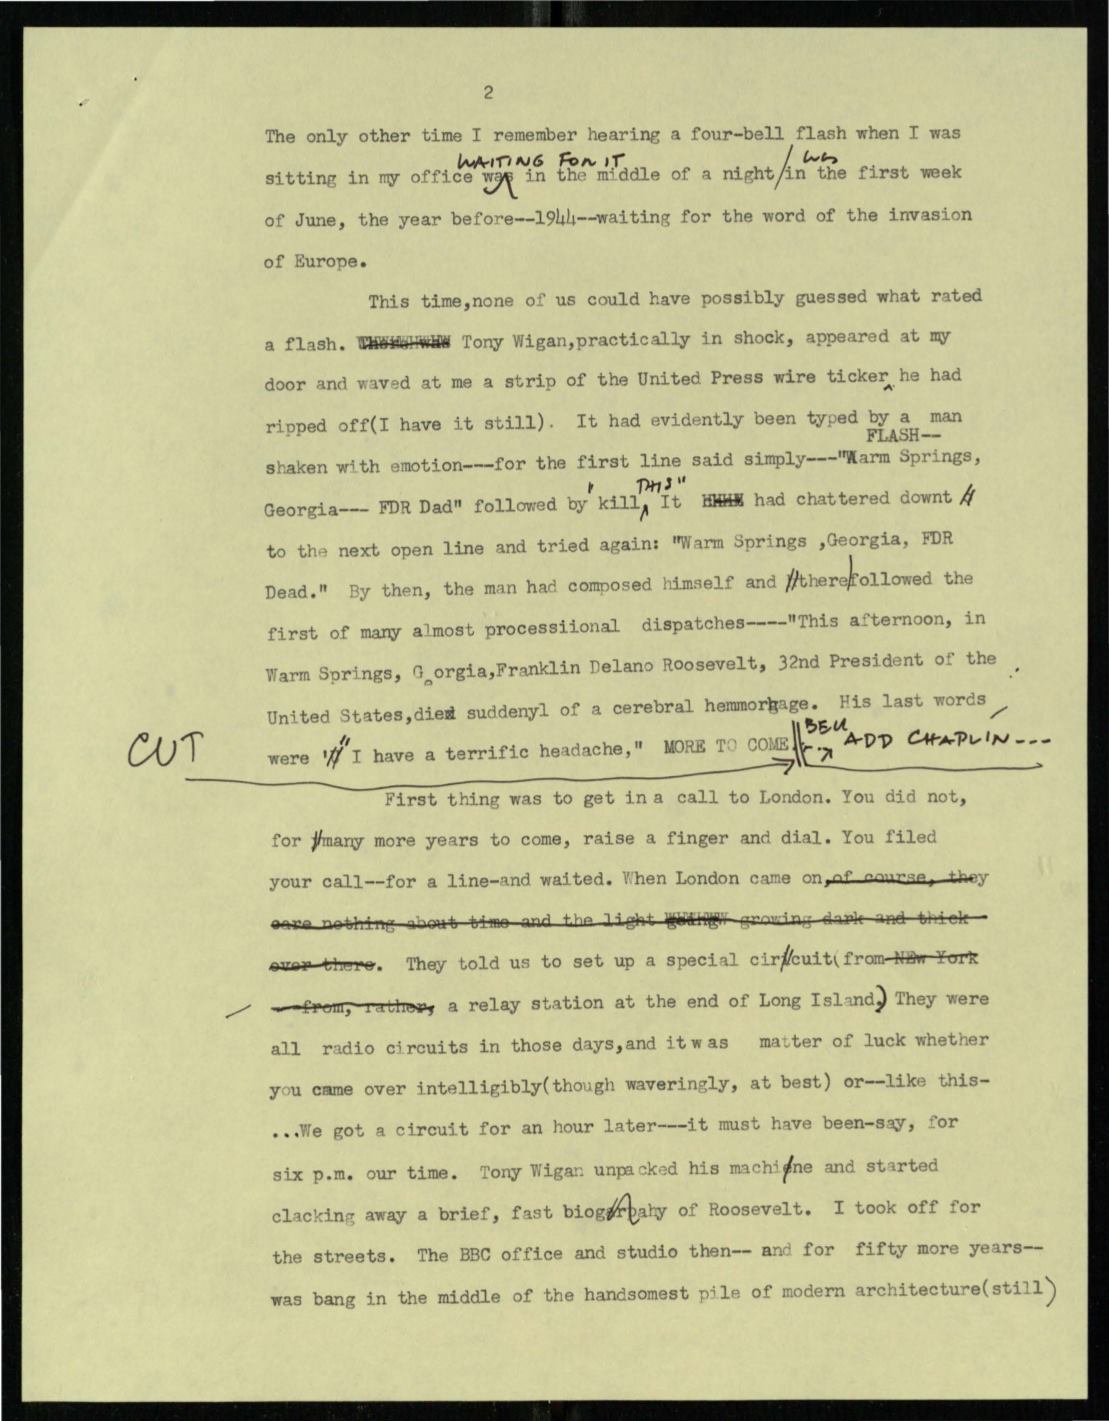 2
The only other time I remember hearing a four-bell flash when I was
WAITING FOR IT
sitting in my office was in the middle of a night/in the first week
of June, the year before--1944--waiting for the word of the invasion
of Europe.
This time,none of us could have possibly guessed what rated
a flash. Tony Wigan,practically in shock, appeared at my
door and waved at me a strip of the United Press wire ticker he had
ripped off(I have it still). It had evidently been typed by a man
FLASH--
shaken with emotion---for the first line said simply---"Warm Springs,
THIS"
Georgia--- FDR Dad" followed by "kill It had chattered downt
to the next open line and tried again: "Warm Springs ,Georgia, FDR
Dead." By then, the man had composed himself and there/followed the
first of many almost processiional dispatches----"This afternoon, in
Warm Springs, G orgia,Franklin Delano Roosevelt, 32nd President of the
United States,died suddenyl of a cerebral hemmorhage. His last words
BELL
CUT were '" I have a terrific headache," MORE TO COME ADD CHAPLIN---
First thing was to get in a call to London. You did not,
for many more years to come, raise a finger and dial. You filed
your call--for a line-and waited. When London came on,of course, they
care nothing about time and the light growing dark and thick
over there. They told us to set up a special circuit(from NEw York
--from, rather, a relay station at the end of Long Island.) They were
all radio circuits in those days,and it was matter of luck whether
you came over intelligibly(though waveringly, at best) or--like this-
...We got a circuit for an hour later---it must have been-say, for
six p.m. our time. Tony Wigan unpacked his machine and started
clacking away a brief, fast biogarpahy of Roosevelt. I took off for
the streets. The BBC office and studio then-- and for fifty more years--
was bang in the middle of the handsomest pile of modern architecture(still)